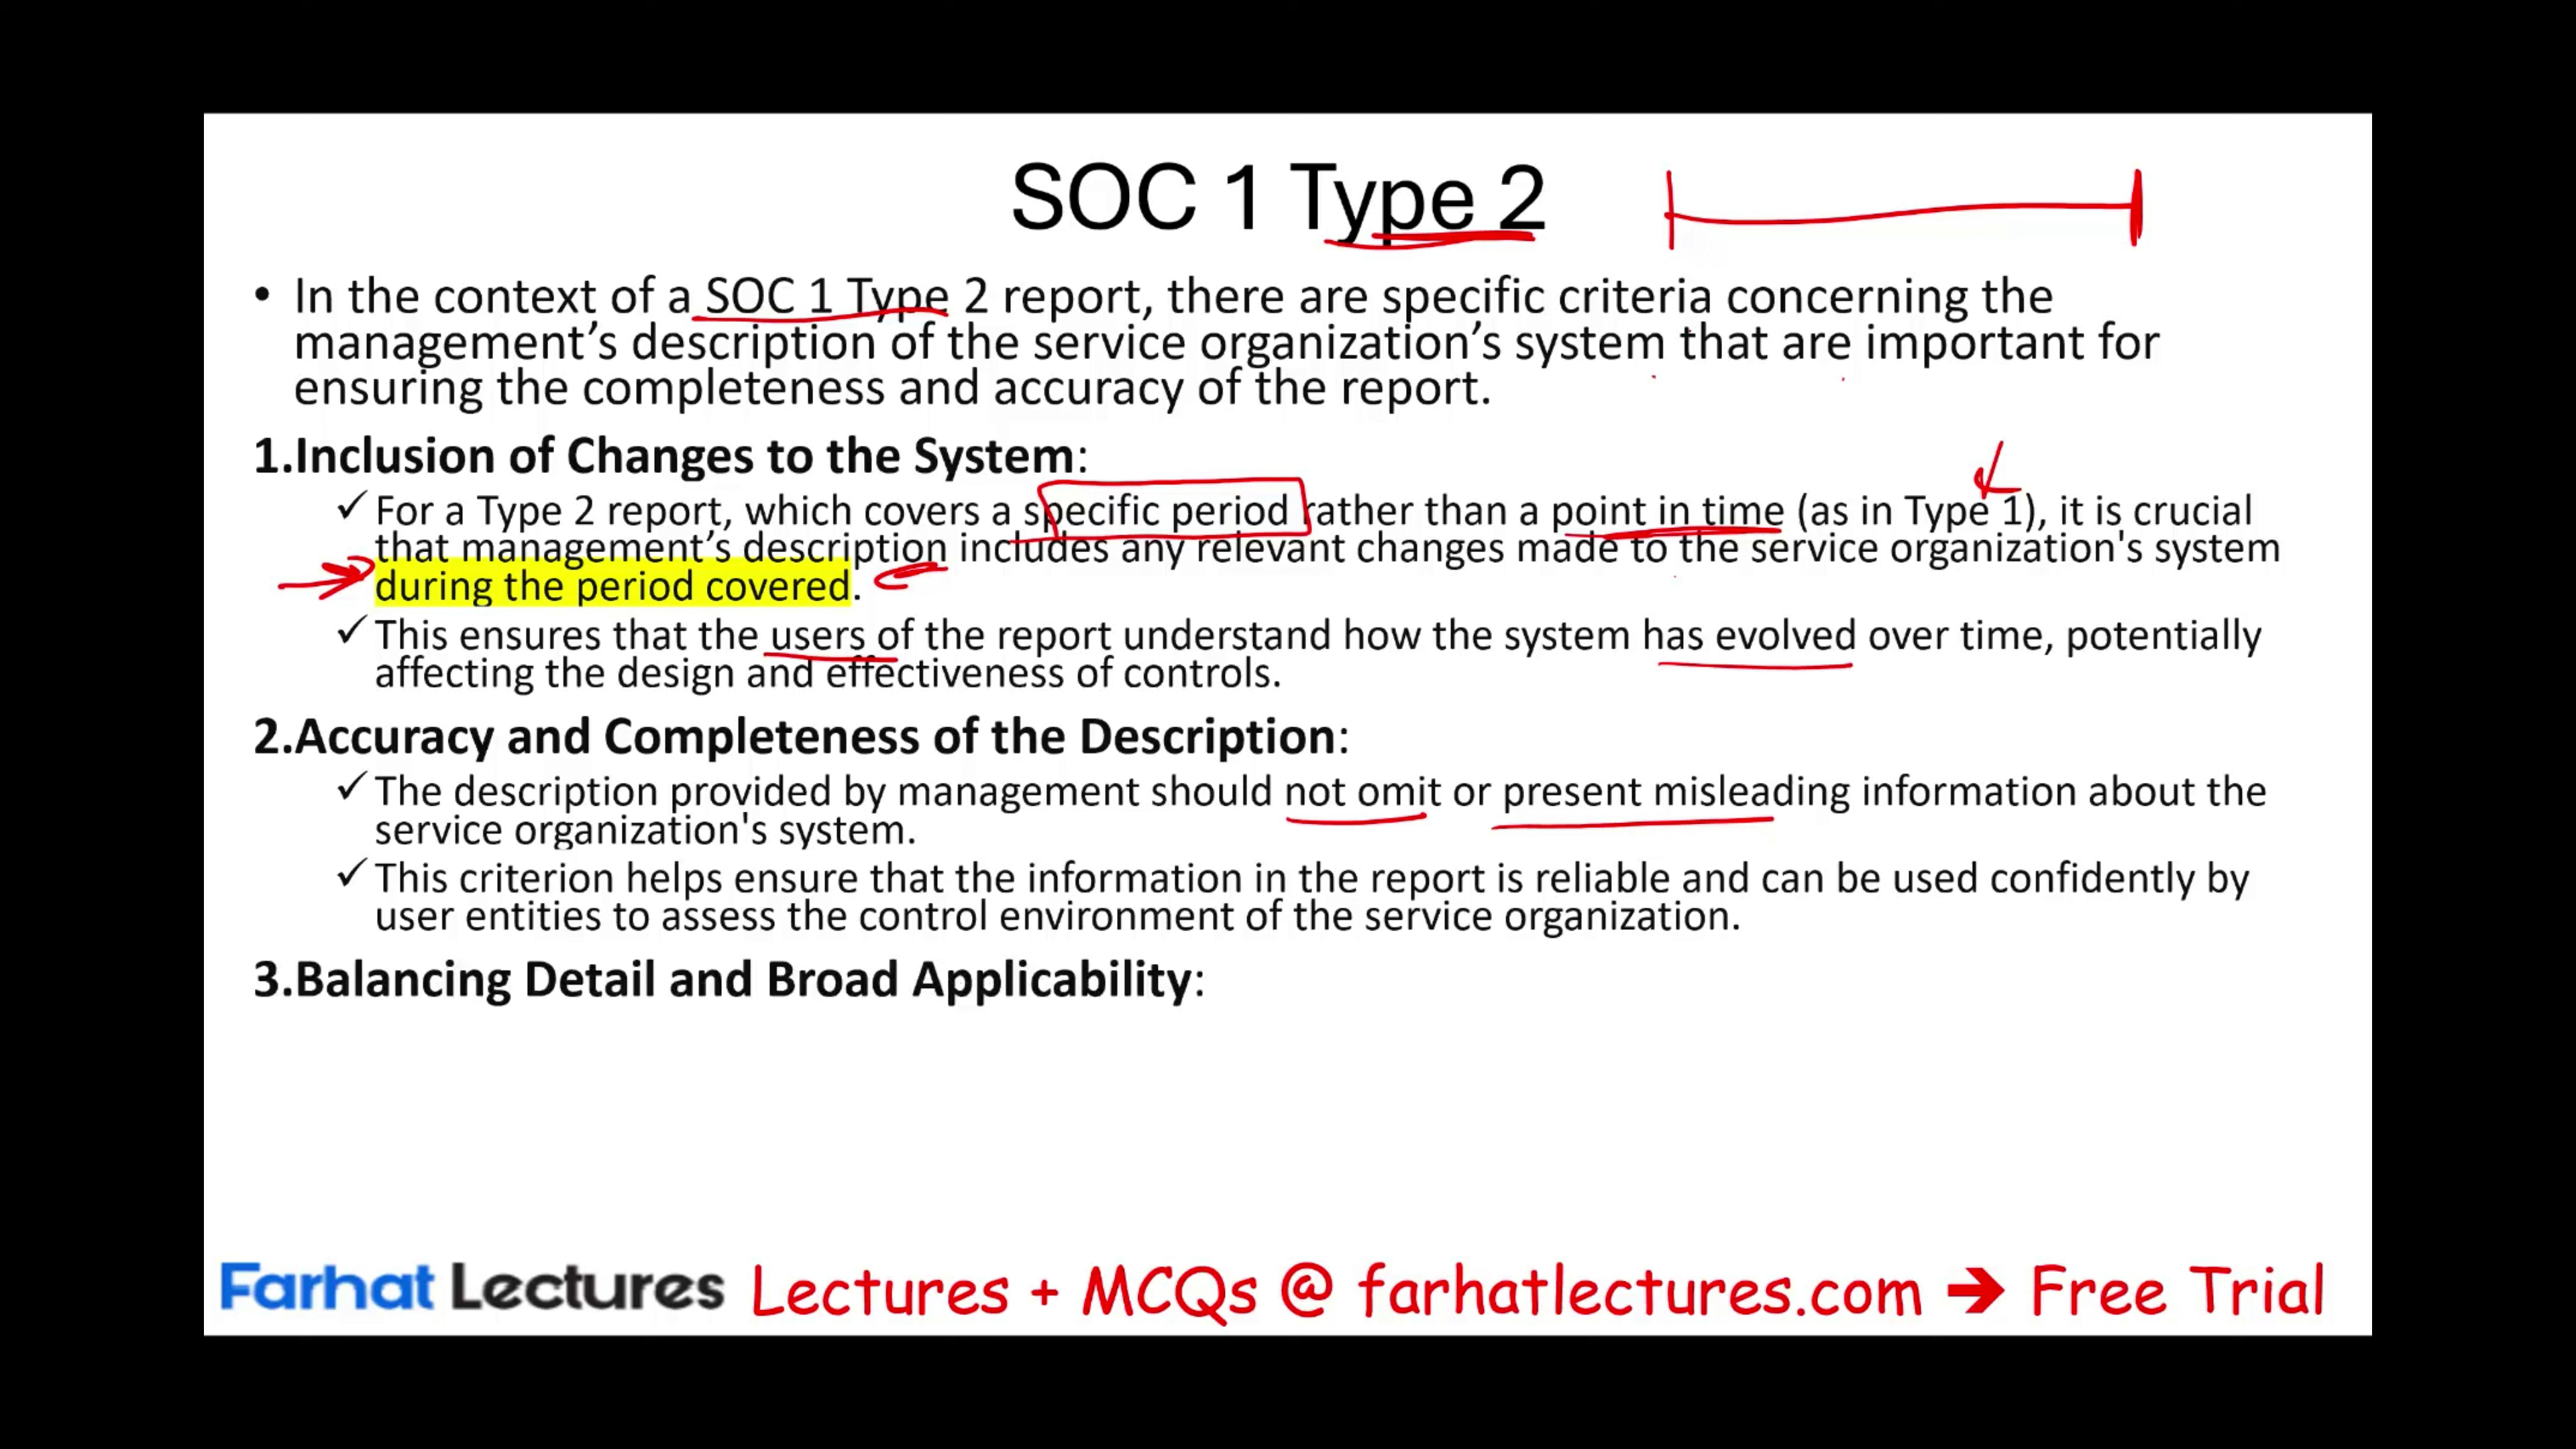 SOC 1 Type 2
• In the context of a SOC 1 Type 2 report, there are specific criteria concerning the
management’s description of the service organization’s system that are important for
ensuring the completeness and accuracy of the report.
1.Inclusion of Changes to the System:
✓ For a Type 2 report, which covers a specific period rather than a point in time (as in Type 1), it is crucial
that management’s description includes any relevant changes made to the service organization's system
during the period covered.
✓ This ensures that the users of the report understand how the system has evolved over time, potentially
affecting the design and effectiveness of controls.
2.Accuracy and Completeness of the Description:
✓ The description provided by management should not omit or present misleading information about the
service organization's system.
✓ This criterion helps ensure that the information in the report is reliable and can be used confidently by
user entities to assess the control environment of the service organization.
3.Balancing Detail and Broad Applicability:
Farhat Lectures Lectures + MCQs @ farhatlectures.com ➔ Free Trial